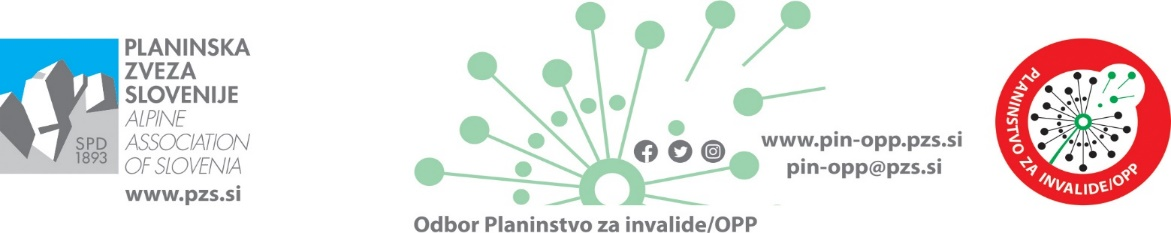 PLANINSKA
ZVEZA
SLOVENIJE
ALPINE
ASSOCIATION
OF SLOVENIA
SPD
1893
www.pzs.si
Odbor Planinstvo za invalide/OPP
www.pin-opp.pzs.si
pin-opp@pzs.si
PLANINSTVO ZA INVALIDE/OPP